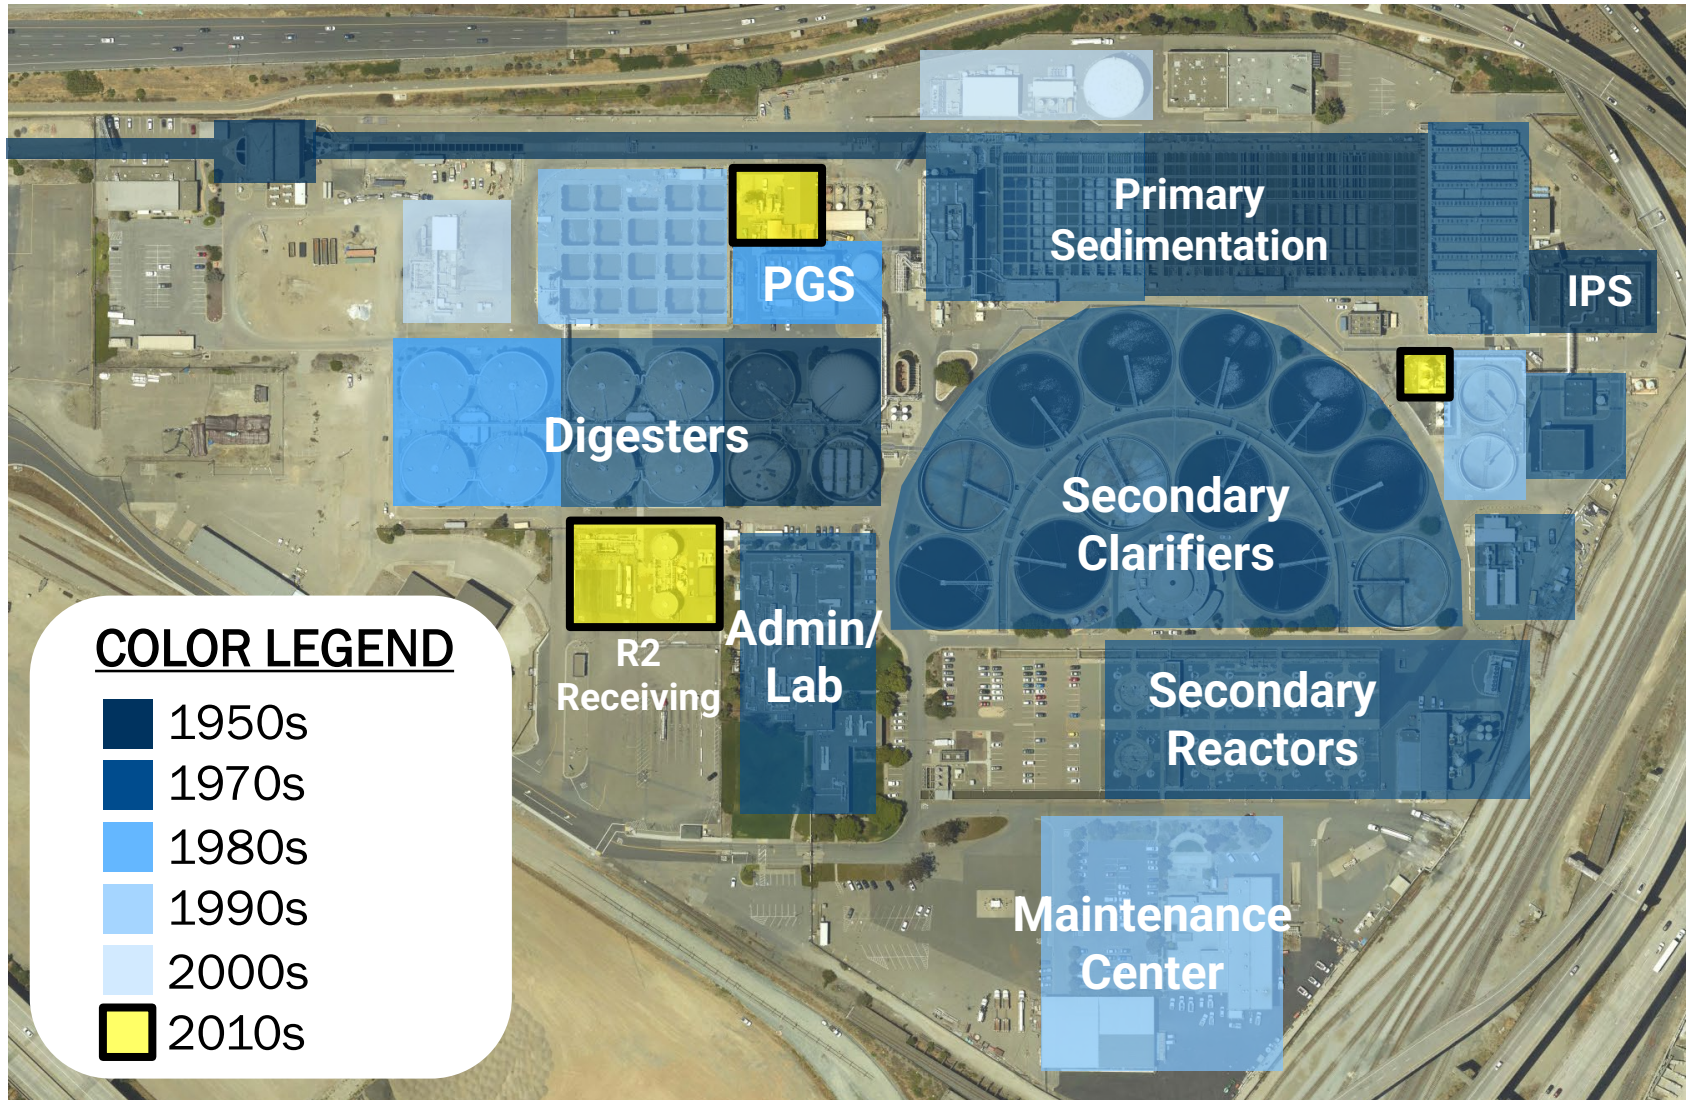 Primary
Sedimentation
PGS
IPS
Digesters
Secondary
Clarifiers
R2
Receiving
Admin/
Lab
Secondary
Reactors
Maintenance
Center
COLOR LEGEND
1950s
1970s
1980s
1990s
2000s
2010s